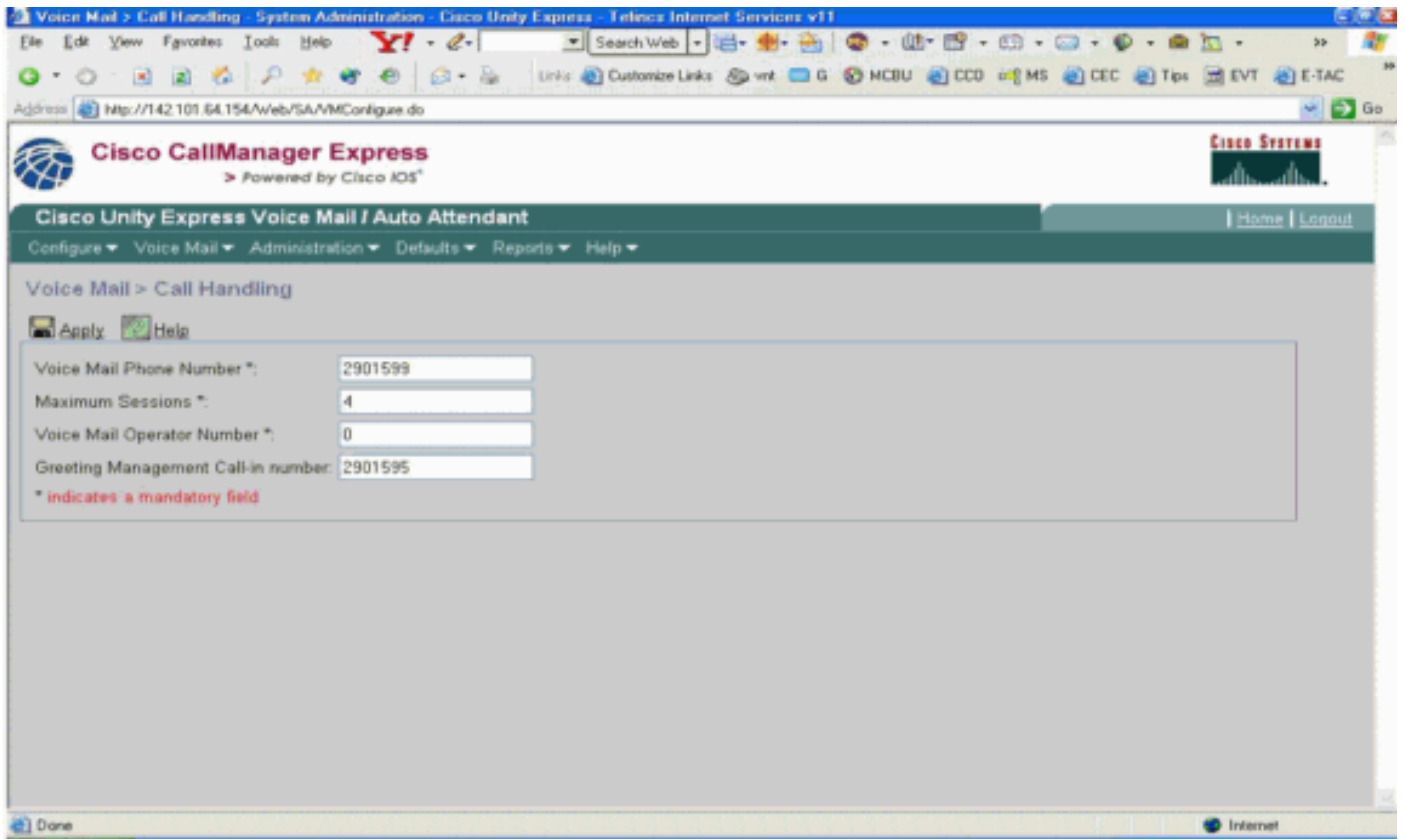 Voice Mail > Call Handling - System Administration - Cisco Unity Express - Telincs Internet Services v11
File Edit View Favorites Tools Help Y! Search Web >>
Links Customize Links vnt G MCBU CCO MS CEC Tips EVT E-TAC >>
Address http://142.101.64.154/Web/SA/VMConfigure.do Go
Cisco CallManager Express
> Powered by Cisco IOS®
CISCO SYSTEMS
Cisco Unity Express Voice Mail / Auto Attendant
| Home | Logout
Configure Voice Mail Administration Defaults Reports Help
Voice Mail > Call Handling
Apply Help
Voice Mail Phone Number *: 2901599
Maximum Sessions *: 4
Voice Mail Operator Number *: 0
Greeting Management Call-in number: 2901595
* indicates a mandatory field
Done Internet